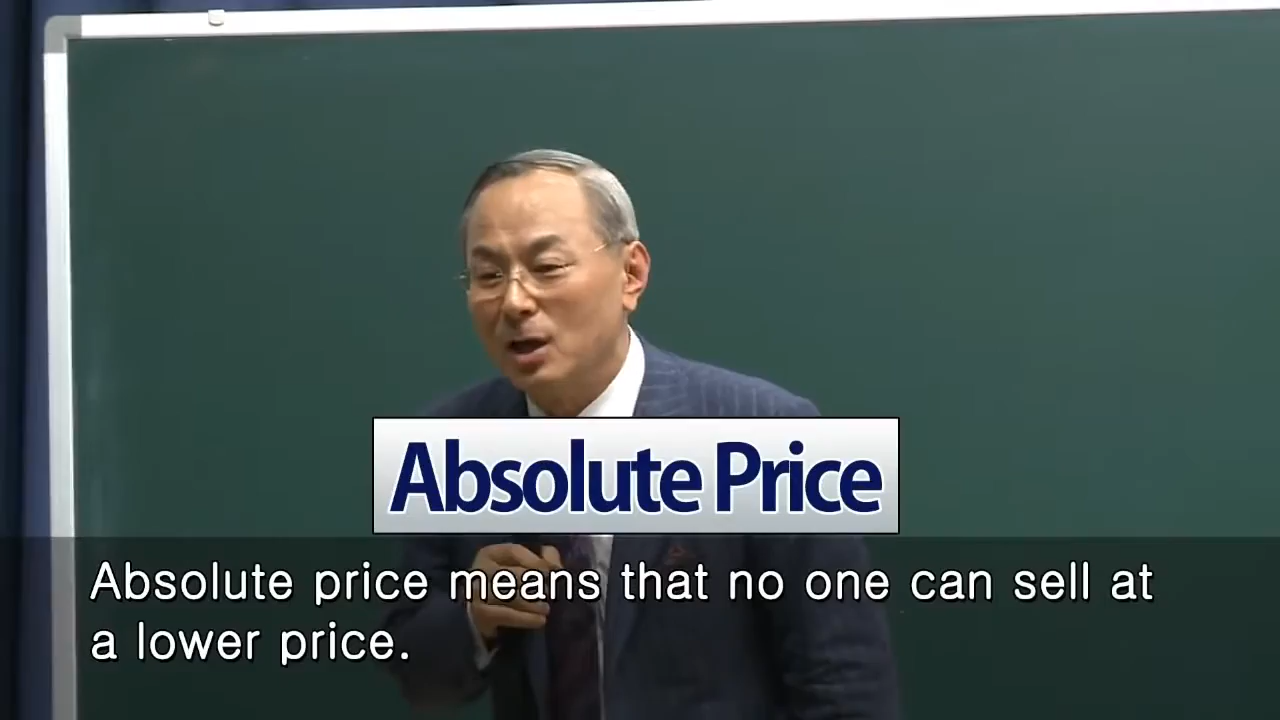 Absolute Price
Absolute price means that no one can sell at
a lower price.